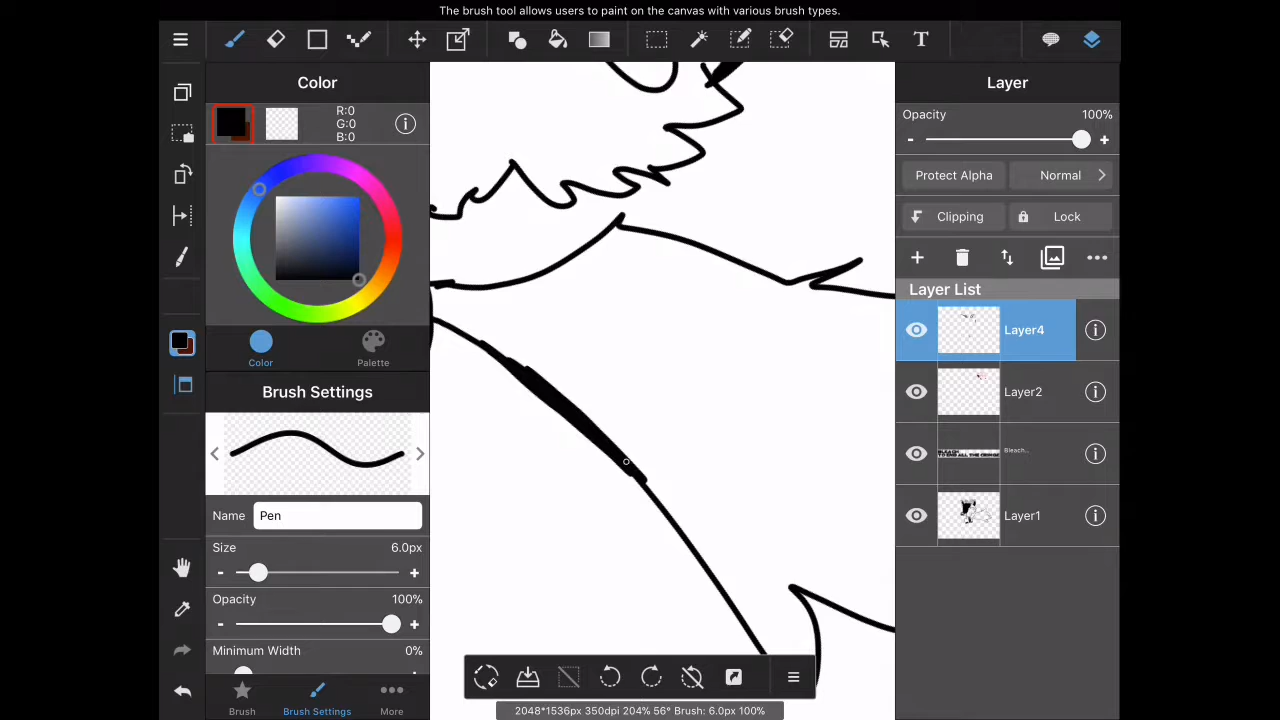 The brush tool allows users to paint on the canvas with various brush types.
T
Color
R:0
G:0
B:0
Color
Palette
Brush Settings
Name
Pen
Size
6.0px
-
+
Opacity
100%
-
+
Minimum Width
0%
Brush
Brush Settings
More
2048*1536px 350dpi 204% 56° Brush: 6.0px 100%
Layer
Opacity
100%
-
+
Protect Alpha
Normal
Clipping
Lock
Layer List
Layer4
Layer2
Bleach...
Layer1